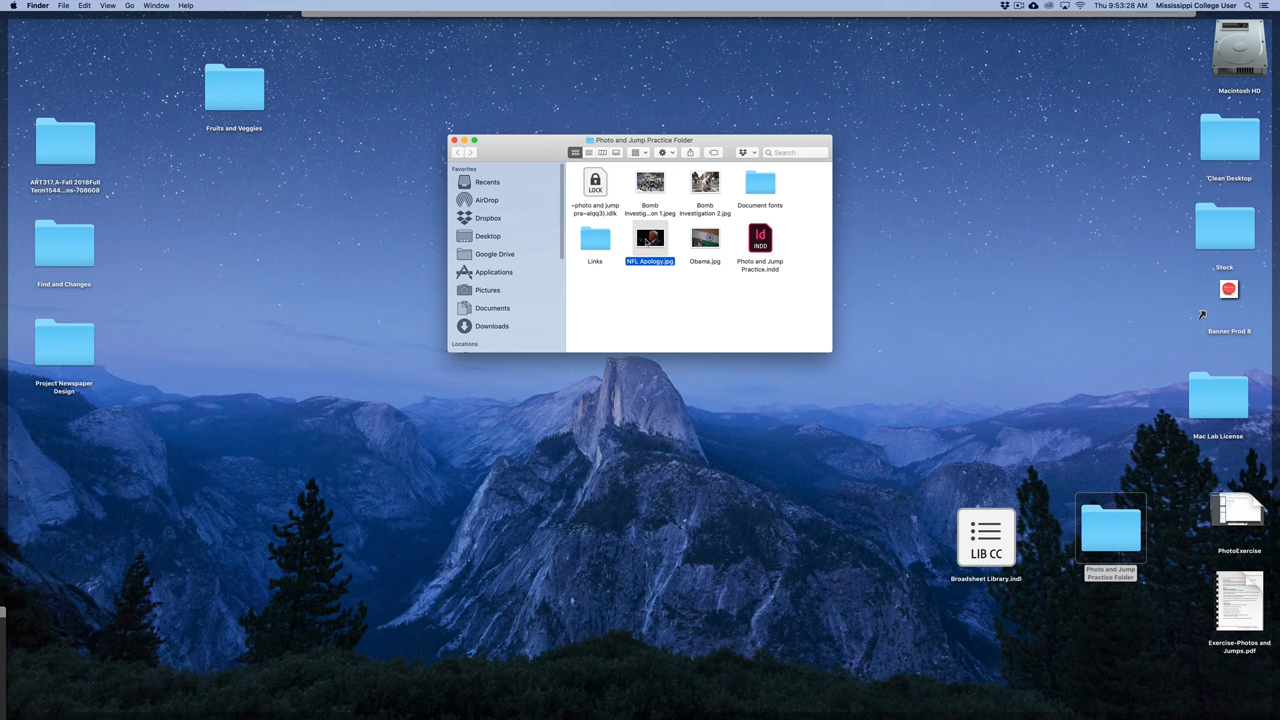 Finder File Edit View Go Window Help
Thu 9:53:28 AM Mississippi College User
Fruits and Veggies
ART317.A-Fall 2018Full
Term1544...ns-708608
Find and Changes
Project Newspaper
Design
Photo and Jump Practice Folder
Search
Favorites
Recents
AirDrop
Dropbox
Desktop
Google Drive
Applications
Pictures
Documents
Downloads
Locations
LOCK
~photo and jump
pra~alqq3).idlk
Bomb
Investig...on 1.jpeg
Bomb
Investigation 2.jpg
Document fonts
Links
NFL Apology.jpg
Obama.jpg
Id
INDD
Photo and Jump
Practice.indd
Macintosh HD
Clean Desktop
Stock
Banner Prod 8
Mac Lab License
LIB CC
Broadsheet Library.indl
Photo and Jump
Practice Folder
PhotoExercise
Exercise-Photos and
Jumps.pdf